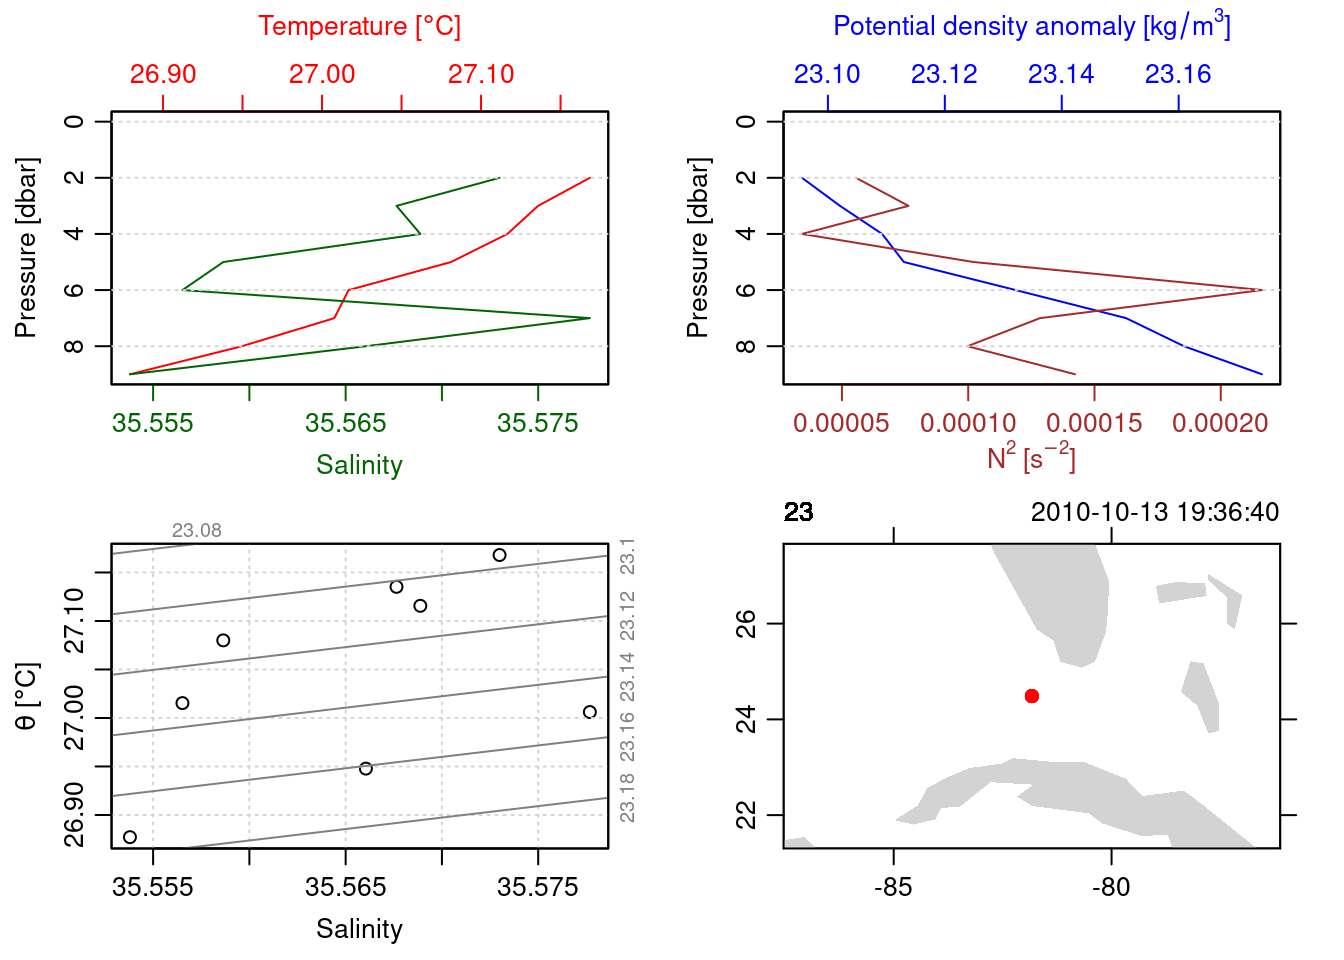 Temperature [°C]
26.90 27.00 27.10
0
2
4
6
8
Pressure [dbar]
35.555 35.565 35.575
Salinity
Potential density anomaly [kg/m³]
23.10 23.12 23.14 23.16
0
2
4
6
8
Pressure [dbar]
0.00005 0.00010 0.00015 0.00020
N² [s⁻²]
23.08
23.1
23.12
23.14
23.16
23.18
27.10
27.00
26.90
θ [°C]
35.555 35.565 35.575
Salinity
23 2010-10-13 19:36:40
26
24
22
-85 -80